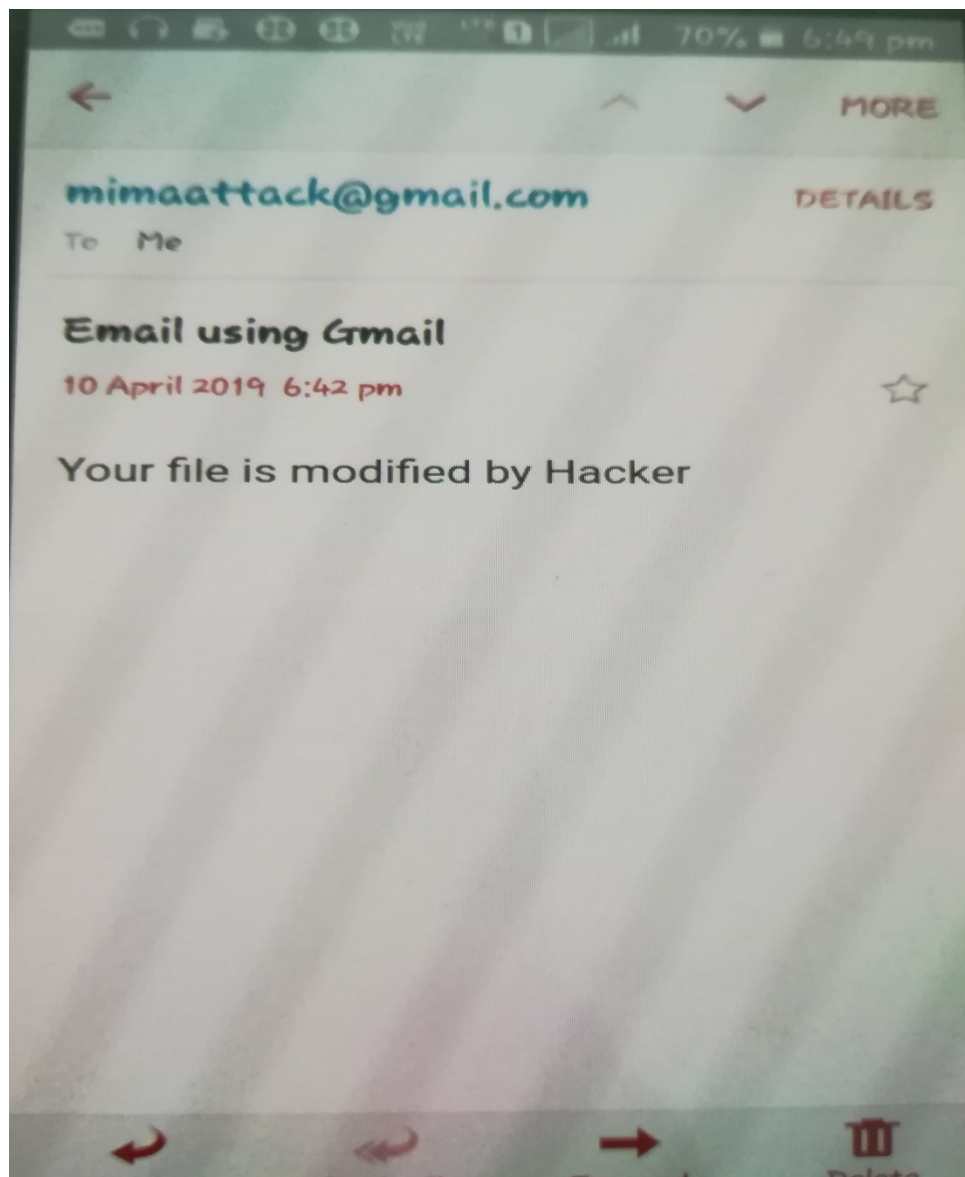 70% 6:49 pm
MORE
mimaattack@gmail.com DETAILS
To Me
Email using Gmail
10 April 2019 6:42 pm
Your file is modified by Hacker